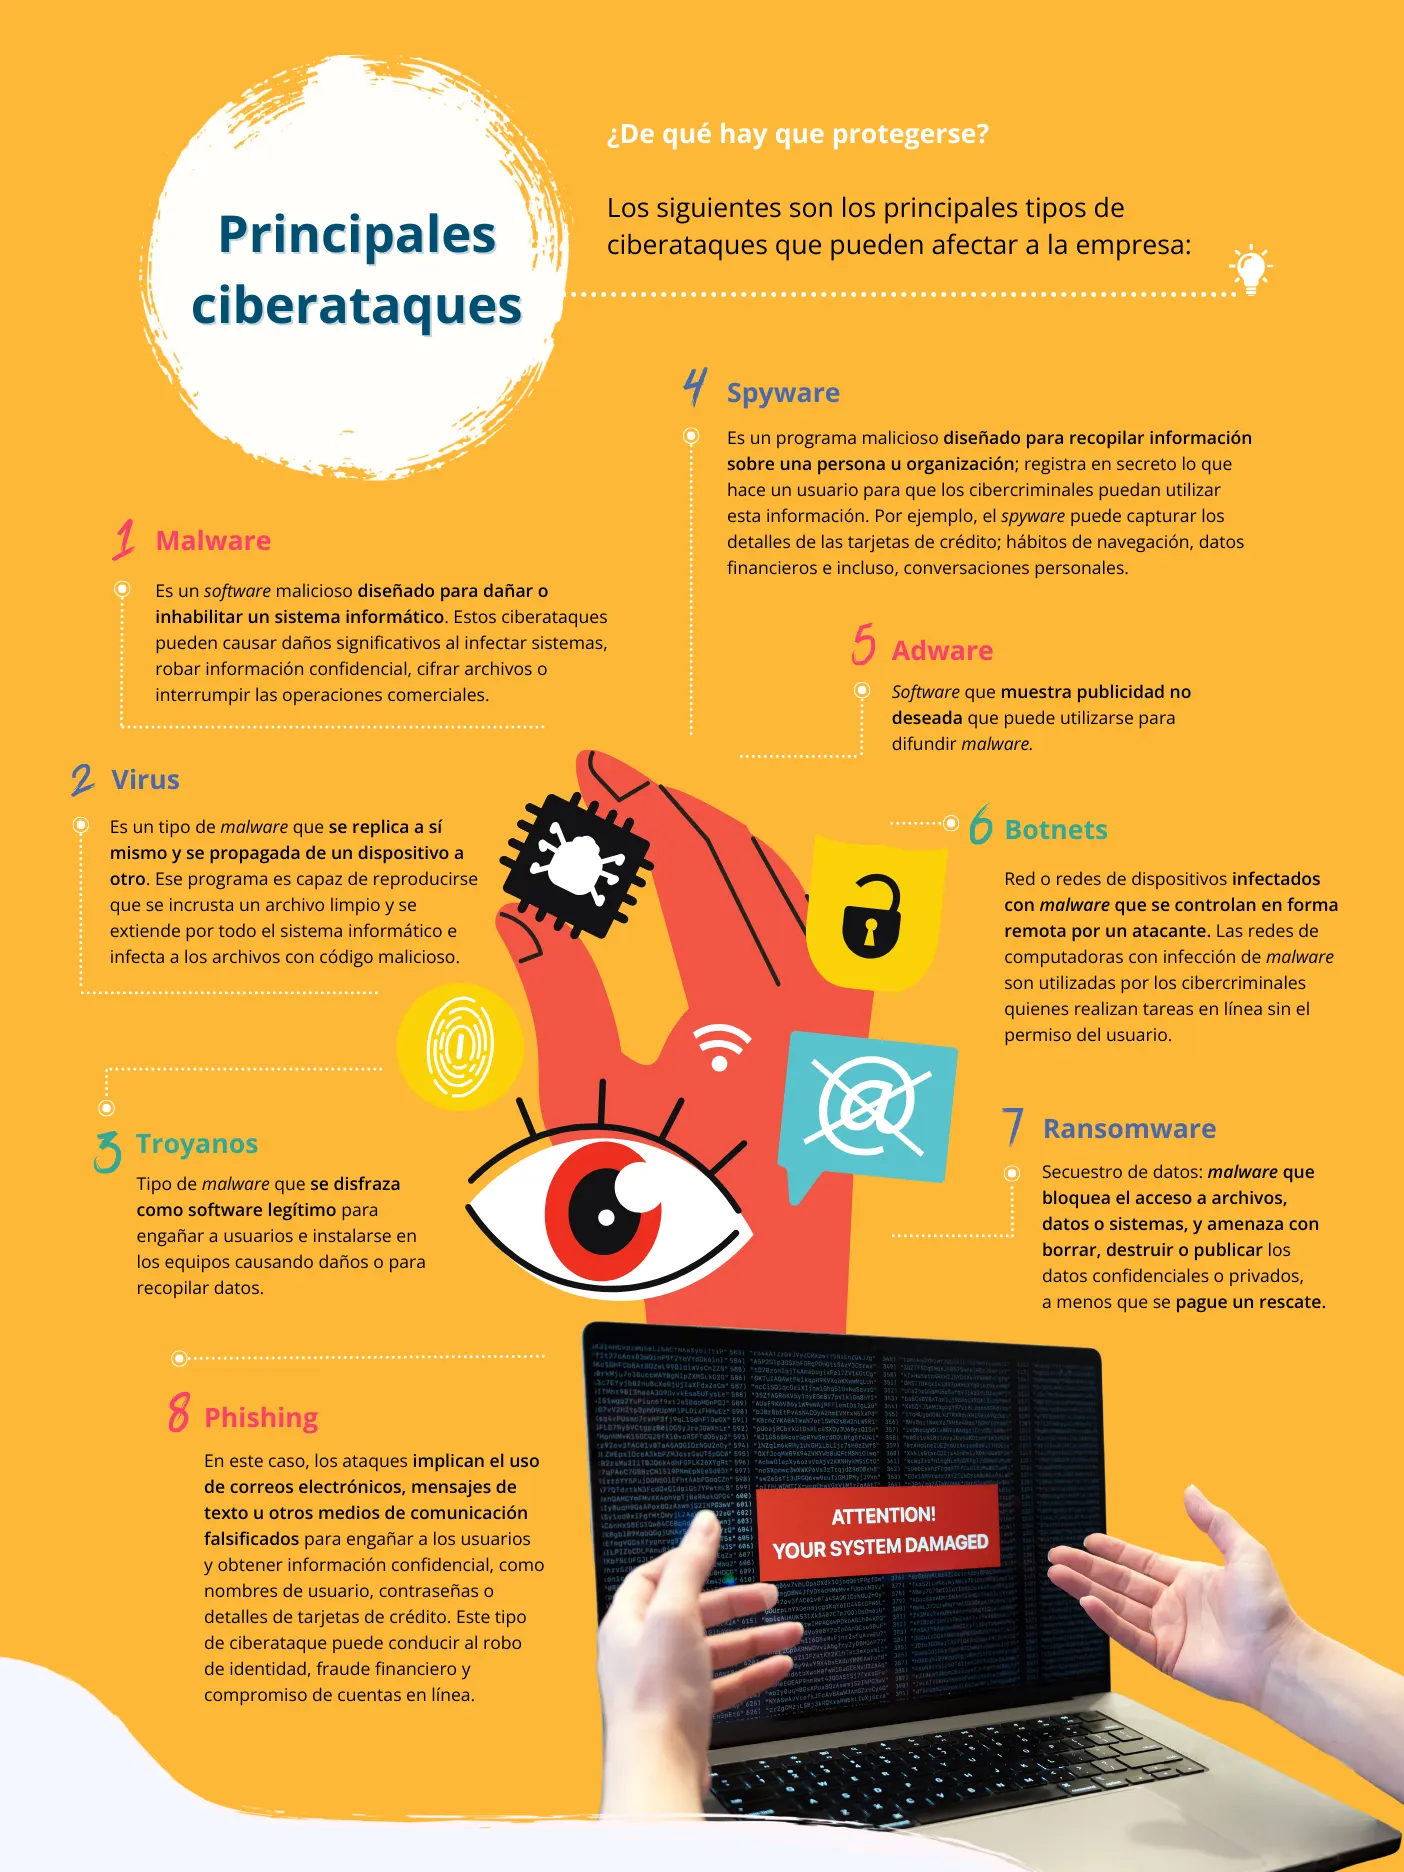 Principales
ciberataques
¿De qué hay que protegerse?
Los siguientes son los principales tipos de
ciberataques que pueden afectar a la empresa:
1 Malware
Es un software malicioso diseñado para dañar o
inhabilitar un sistema informático. Estos ciberataques
pueden causar daños significativos al infectar sistemas,
robar información confidencial, cifrar archivos o
interrumpir las operaciones comerciales.
2 Virus
Es un tipo de malware que se replica a sí
mismo y se propagada de un dispositivo a
otro. Ese programa es capaz de reproducirse
que se incrusta un archivo limpio y se
extiende por todo el sistema informático e
infecta a los archivos con código malicioso.
3 Troyanos
Tipo de malware que se disfraza
como software legítimo para
engañar a usuarios e instalarse en
los equipos causando daños o para
recopilar datos.
4 Spyware
Es un programa malicioso diseñado para recopilar información
sobre una persona u organización; registra en secreto lo que
hace un usuario para que los cibercriminales puedan utilizar
esta información. Por ejemplo, el spyware puede capturar los
detalles de las tarjetas de crédito; hábitos de navegación, datos
financieros e incluso, conversaciones personales.
5 Adware
Software que muestra publicidad no
deseada que puede utilizarse para
difundir malware.
6 Botnets
Red o redes de dispositivos infectados
con malware que se controlan en forma
remota por un atacante. Las redes de
computadoras con infección de malware
son utilizadas por los cibercriminales
quienes realizan tareas en línea sin el
permiso del usuario.
7 Ransomware
Secuestro de datos: malware que
bloquea el acceso a archivos,
datos o sistemas, y amenaza con
borrar, destruir o publicar los
datos confidenciales o privados,
a menos que se pague un rescate.
8 Phishing
En este caso, los ataques implican el uso
de correos electrónicos, mensajes de
texto u otros medios de comunicación
falsificados para engañar a los usuarios
y obtener información confidencial, como
nombres de usuario, contraseñas o
detalles de tarjetas de crédito. Este tipo
de ciberataque puede conducir al robo
de identidad, fraude financiero y
compromiso de cuentas en línea.
ATTENTION!
YOUR SYSTEM DAMAGED